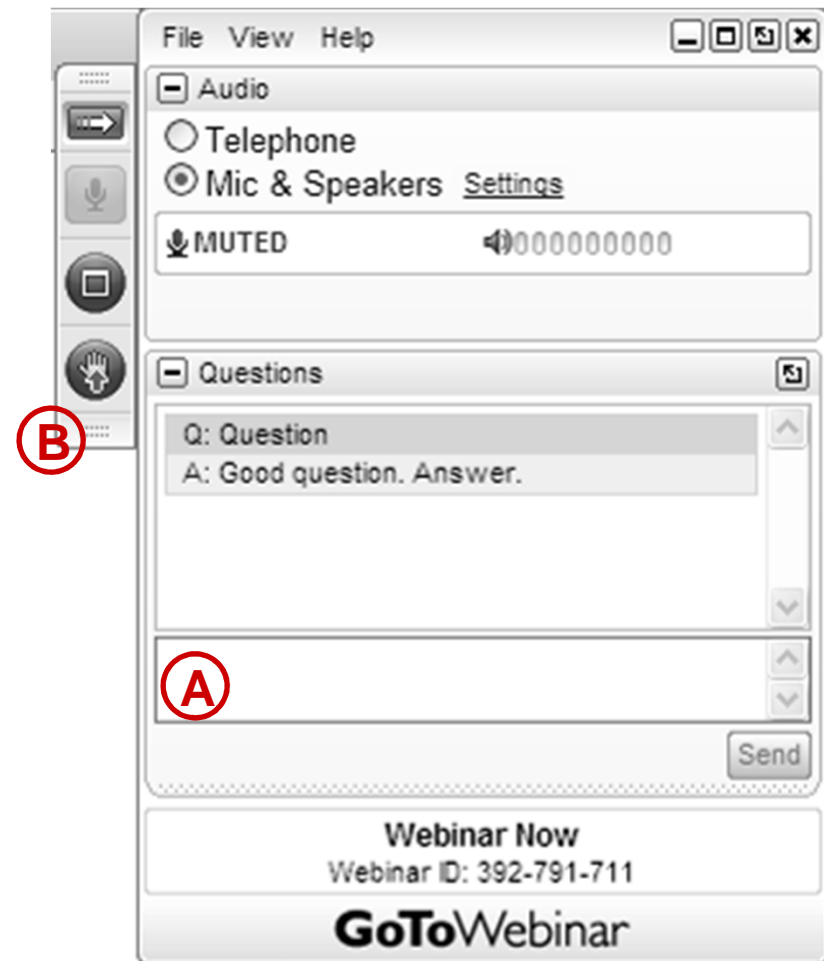 File View Help
Audio
Telephone
Mic & Speakers Settings
MUTED 000000000
Questions
Q: Question
A: Good question. Answer.
B
A
Send
Webinar Now
Webinar ID: 392-791-711
GoToWebinar